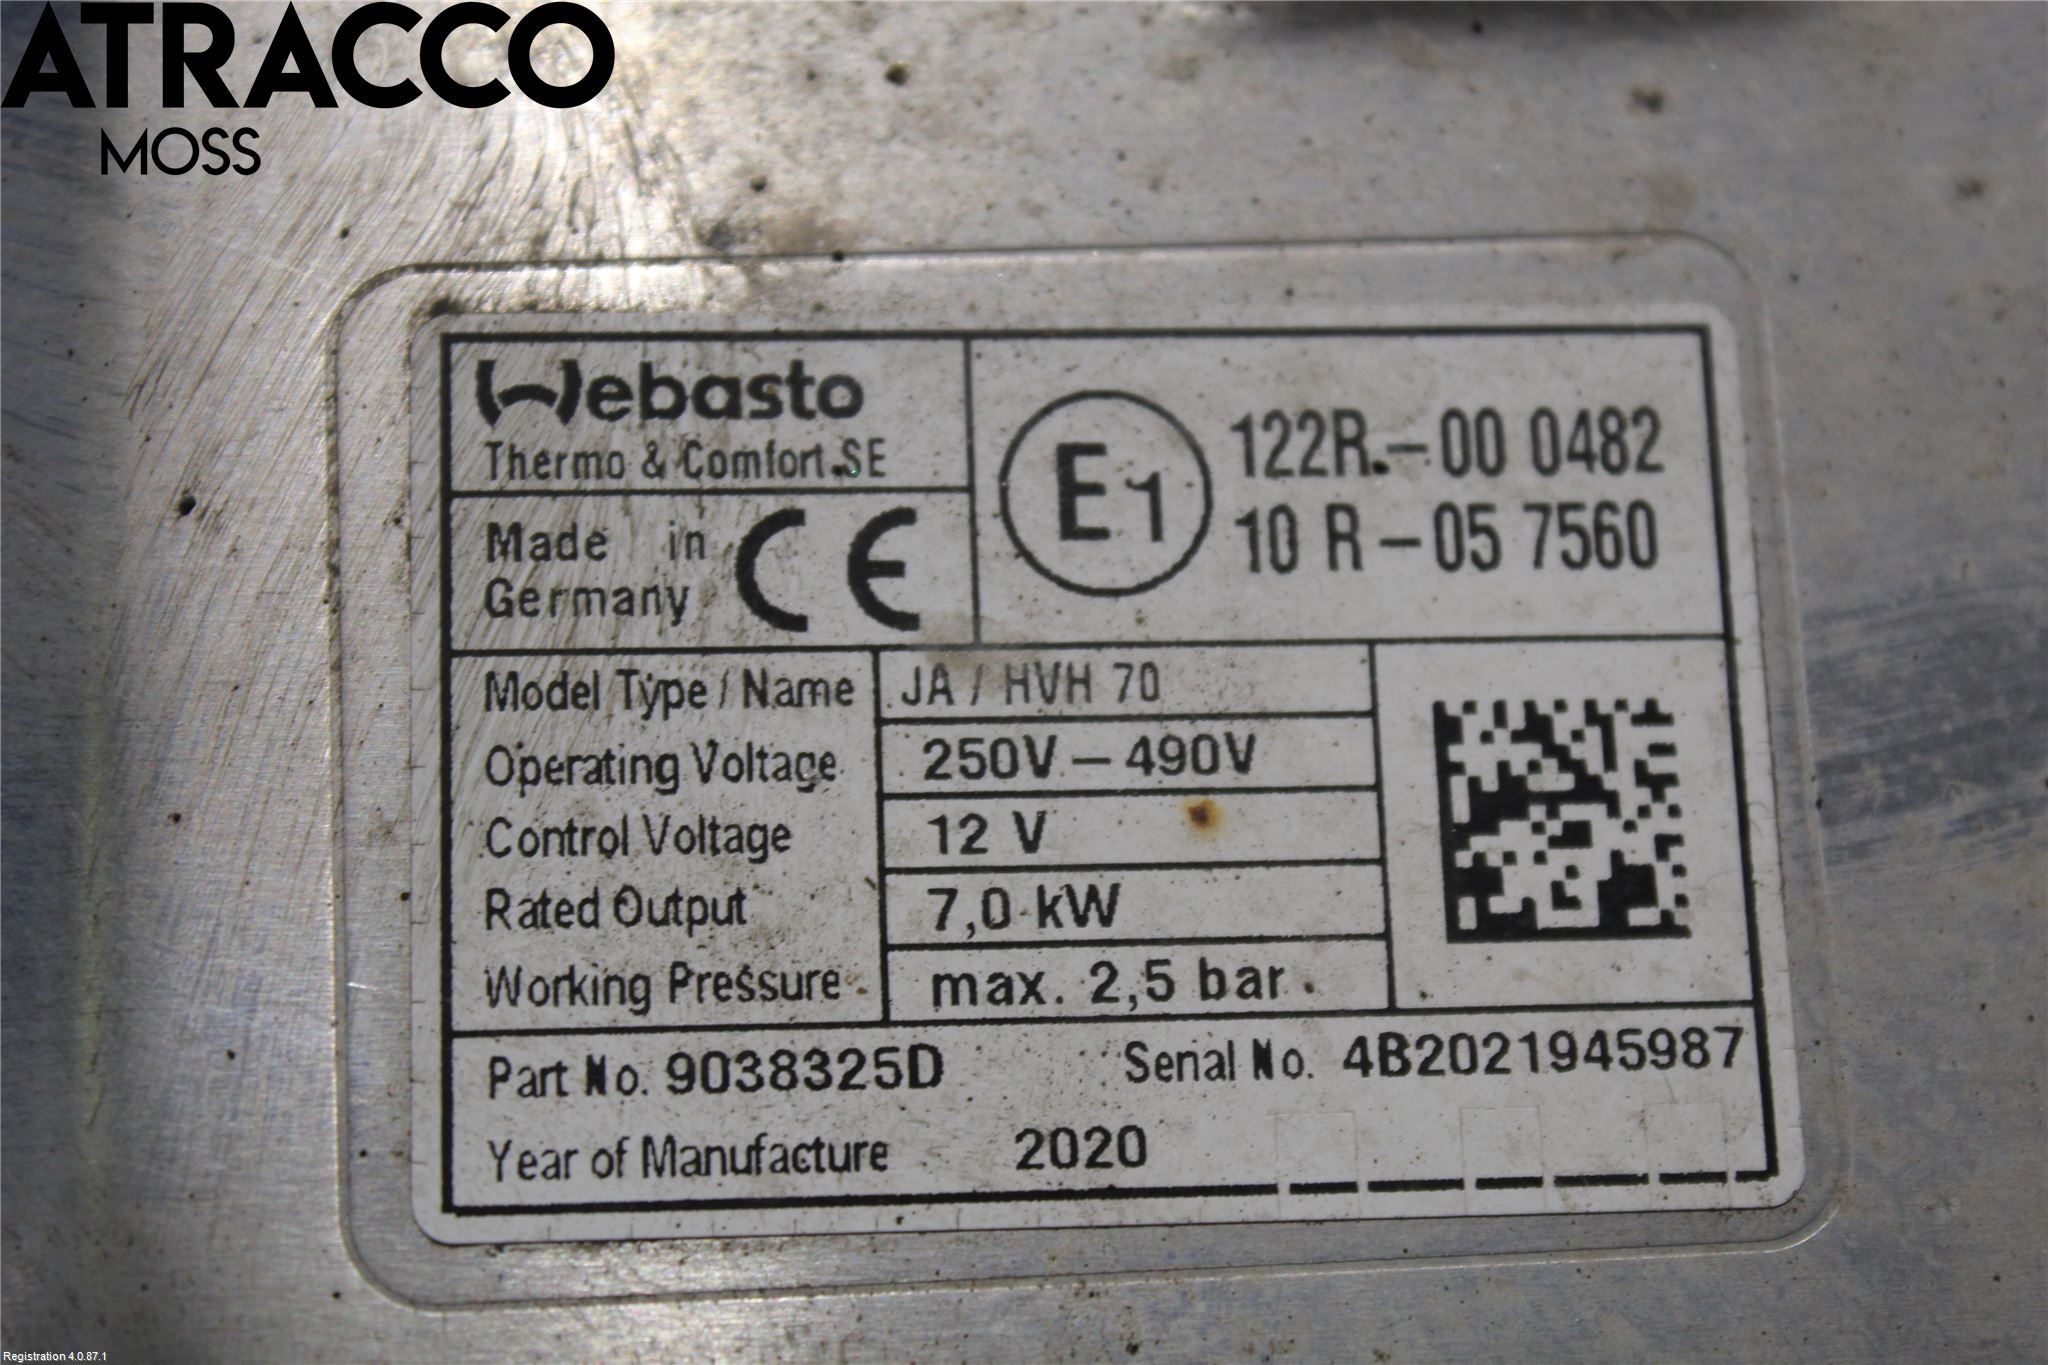 ATRACCO
MOSS
Webasto
Thermo & Comfort SE
Made in
Germany CE
E1
122R-00 0482
10 R-05 7560
Model Type / Name JA / HVH 70
Operating Voltage 250V - 490V
Control Voltage 12 V
Rated Output 7,0 kW
Working Pressure max. 2,5 bar
Part No. 9038325D Serial No. 4B2021945987
Year of Manufacture 2020
Registration 4.0.87.1